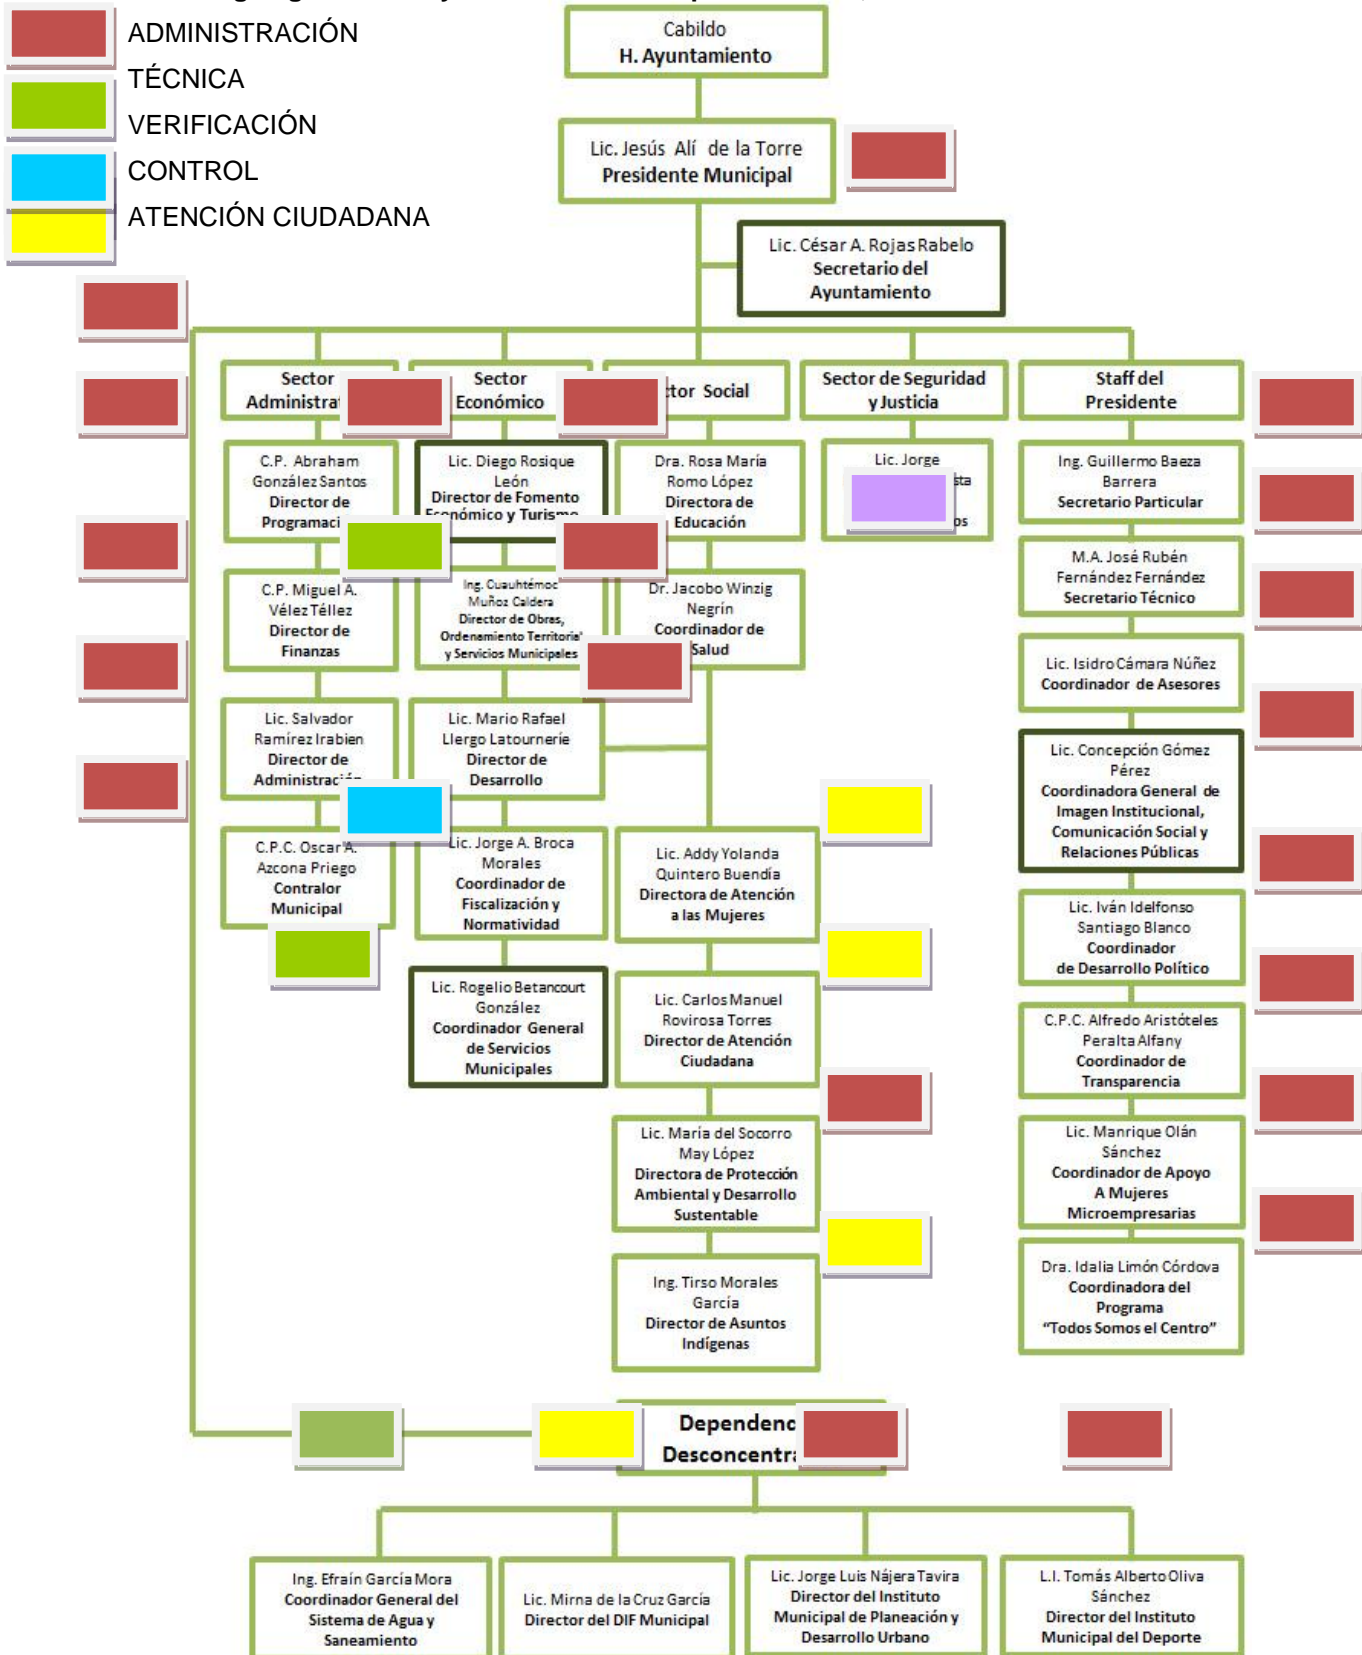 ADMINISTRACIÓN
TÉCNICA
VERIFICACIÓN
CONTROL
ATENCIÓN CIUDADANA
Cabildo
H. Ayuntamiento
Lic. Jesús Alí de la Torre
Presidente Municipal
Lic. César A. Rojas Rabelo
Secretario del
Ayuntamiento
Sector
Administrat
C.P. Abraham
González Santos
Director de
Programaci
C.P. Miguel A.
Vélez Téllez
Director de
Finanzas
Lic. Salvador
Ramírez Irabien
Director de
Administración
C.P.C. Oscar A.
Azcona Priego
Contralor
Municipal
Sector
Económico
Lic. Diego Rosique
León
Director de Fomento
Económico y Turismo
Ing. Cuauhtémoc
Muñoz Caldera
Director de Obras,
Ordenamiento Territorial
y Servicios Municipales
Lic. Mario Rafael
Llergo Latournerie
Director de
Desarrollo
Lic. Jorge A. Broca
Morales
Coordinador de
Fiscalización y
Normatividad
Lic. Rogelio Betancourt
González
Coordinador General
de Servicios
Municipales
ctor Social
Dra. Rosa María
Romo López
Directora de
Educación
Dr. Jacobo Winzig
Negrín
Coordinador de
Salud
Lic. Addy Yolanda
Quintero Buendía
Directora de Atención
a las Mujeres
Lic. Carlos Manuel
Rovirosa Torres
Director de Atención
Ciudadana
Lic. María del Socorro
May López
Directora de Protección
Ambiental y Desarrollo
Sustentable
Ing. Tirso Morales
García
Director de Asuntos
Indígenas
Sector de Seguridad
y Justicia
Lic. Jorge
sta
os
Staff del
Presidente
Ing. Guillermo Baeza
Barrera
Secretario Particular
M.A. José Rubén
Fernández Fernández
Secretario Técnico
Lic. Isidro Cámara Núñez
Coordinador de Asesores
Lic. Concepción Gómez
Pérez
Coordinadora General de
Imagen Institucional,
Comunicación Social y
Relaciones Públicas
Lic. Iván Idelfonso
Santiago Blanco
Coordinador
de Desarrollo Político
C.P.C. Alfredo Aristóteles
Peralta Alfany
Coordinador de
Transparencia
Lic. Manrique Olán
Sánchez
Coordinador de Apoyo
A Mujeres
Microempresarias
Dra. Idalia Limón Córdova
Coordinadora del
Programa
“Todos Somos el Centro”
Dependenc
Desconcentra
Ing. Efraín García Mora
Coordinador General del
Sistema de Agua y
Saneamiento
Lic. Mirna de la Cruz García
Director del DIF Municipal
Lic. Jorge Luis Nájera Tavira
Director del Instituto
Municipal de Planeación y
Desarrollo Urbano
L.I. Tomás Alberto Oliva
Sánchez
Director del Instituto
Municipal del Deporte